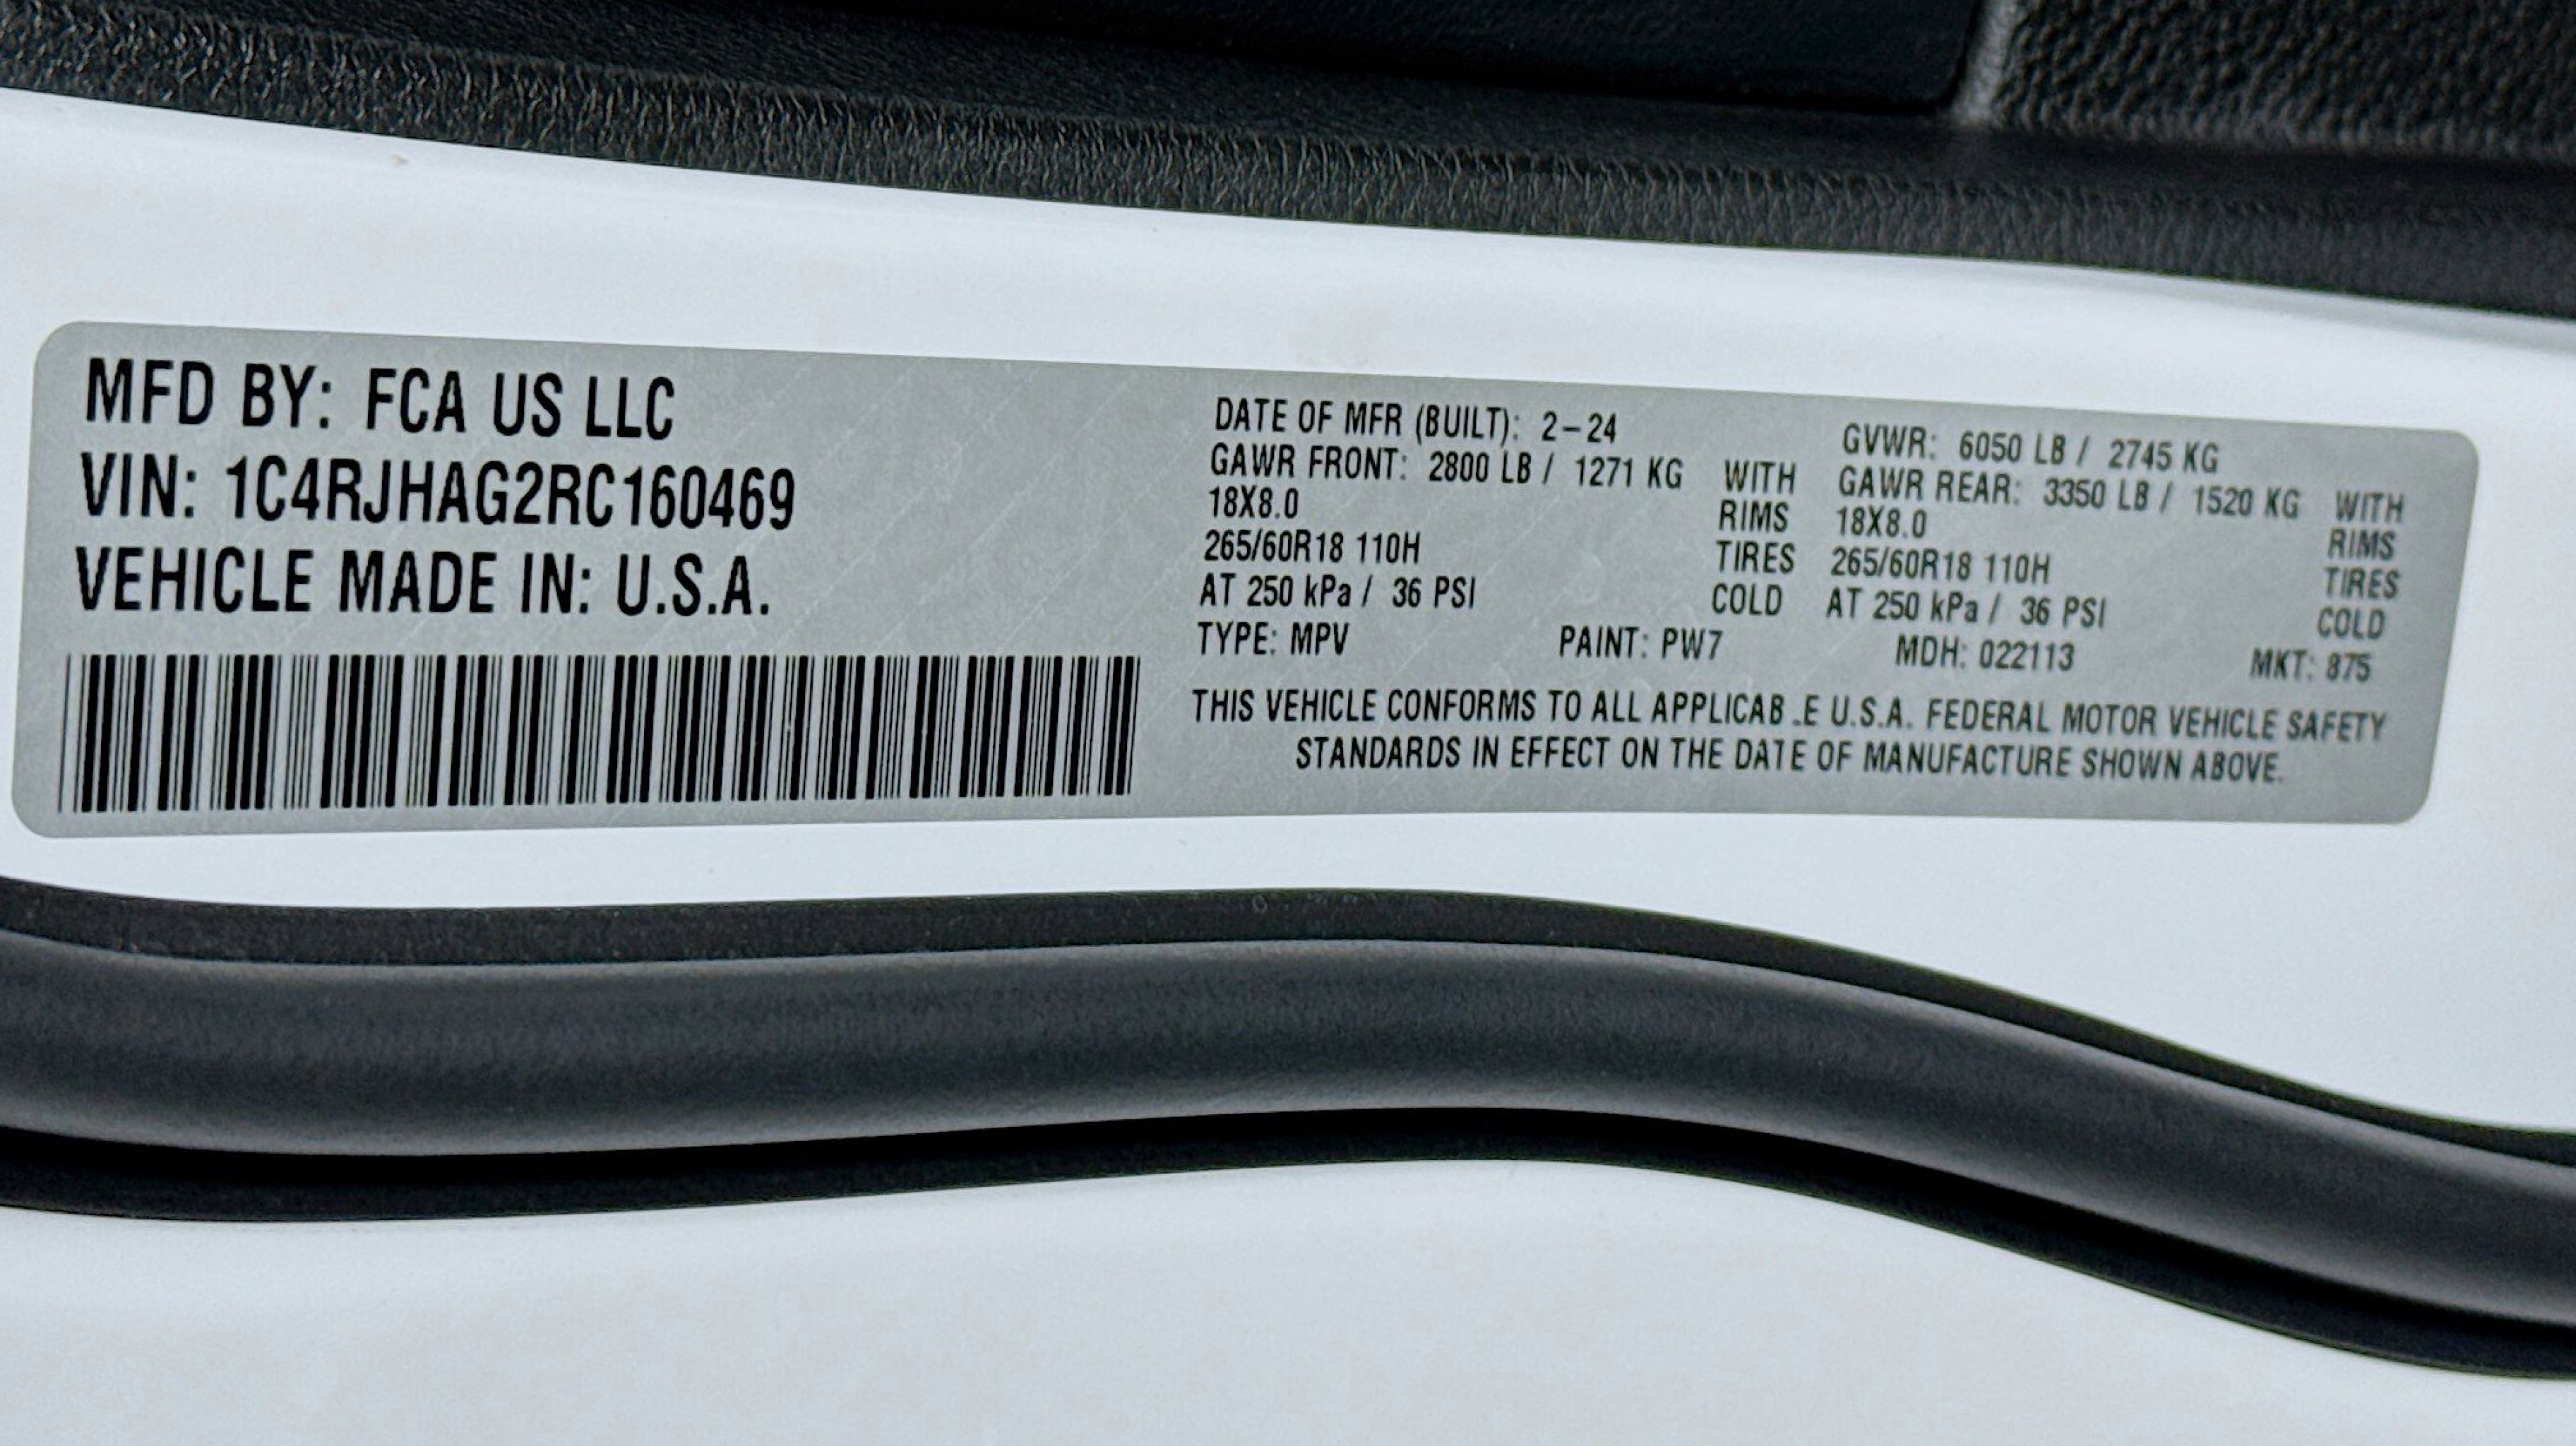 MFD BY: FCA US LLC
VIN: 1C4RJHAG2RC160469
VEHICLE MADE IN: U.S.A.
DATE OF MFR (BUILT): 2-24
GAWR FRONT: 2800 LB / 1271 KG WITH
18X8.0 RIMS
265/60R18 110H TIRES
AT 250 kPa / 36 PSI COLD
GVWR: 6050 LB / 2745 KG
GAWR REAR: 3350 LB / 1520 KG WITH
18X8.0 RIMS
265/60R18 110H TIRES
AT 250 kPa / 36 PSI COLD
TYPE: MPV PAINT: PW7 MDH: 022113 MKT: 875
THIS VEHICLE CONFORMS TO ALL APPLICAB.E U.S.A. FEDERAL MOTOR VEHICLE SAFETY
STANDARDS IN EFFECT ON THE DATE OF MANUFACTURE SHOWN ABOVE.